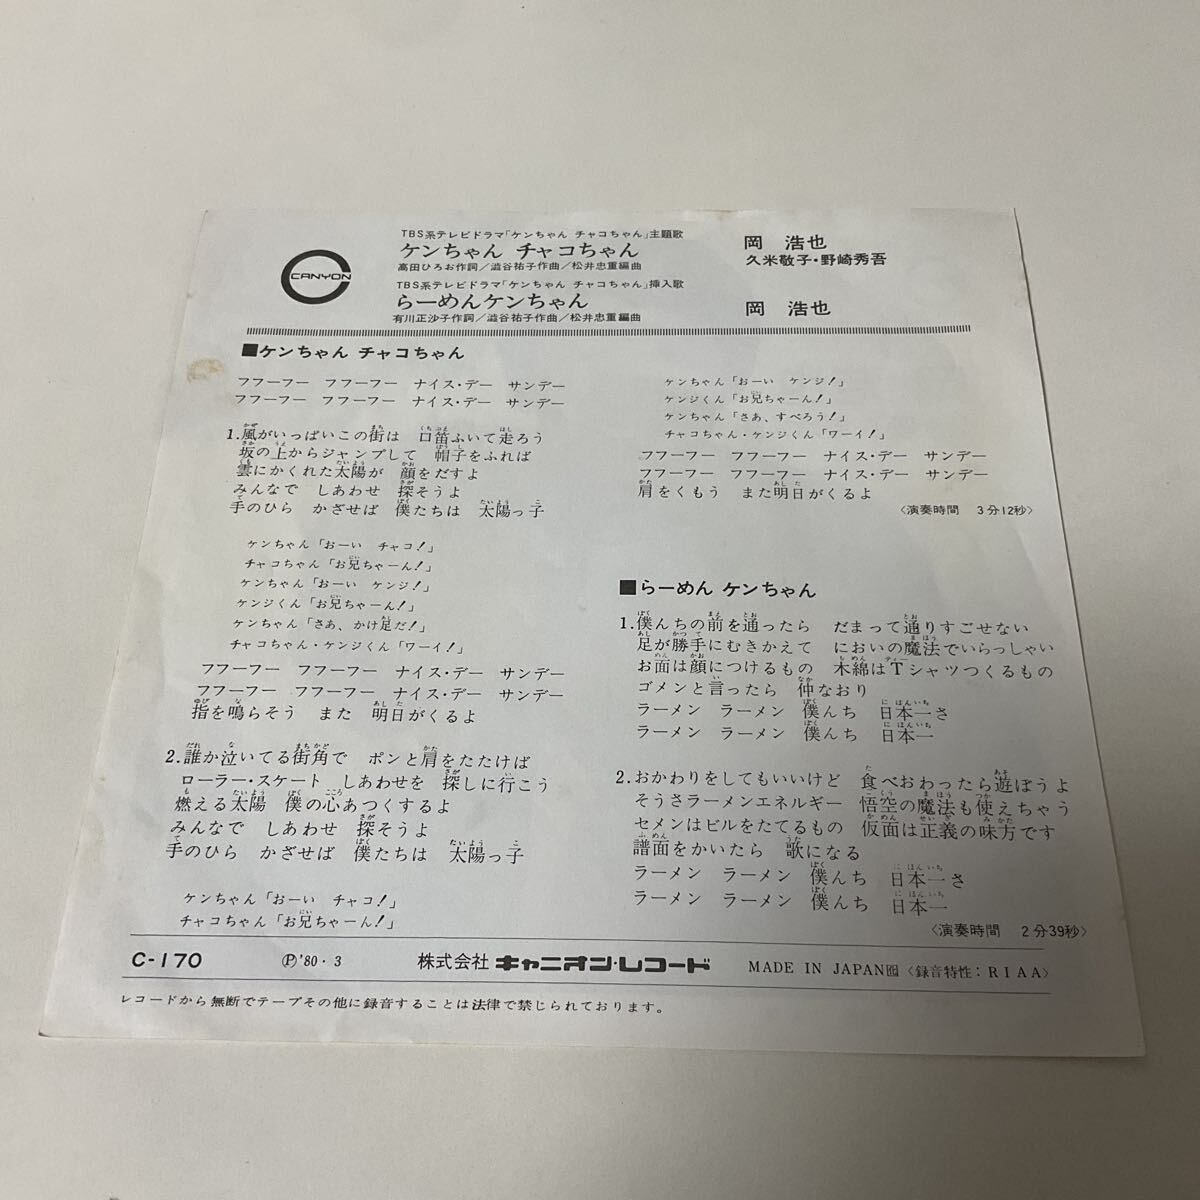 CANYON
TBS系テレビドラマ「ケンちゃん チャコちゃん」主題歌
ケンちゃん チャコちゃん
高田ひろお作詞／澁谷祐子作曲／松井忠重編曲
岡 浩也
久米敬子・野崎秀吾
TBS系テレビドラマ「ケンちゃん チャコちゃん」挿入歌
らーめんケンちゃん
有川正沙子作詞／澁谷祐子作曲／松井忠重編曲
岡 浩也
■ケンちゃん チャコちゃん
フフーフー フフーフー ナイス・デー サンデー
フフーフー フフーフー ナイス・デー サンデー
1.風がいっぱいこの街は 口笛ふいて走ろう
坂の上からジャンプして 帽子をふれば
雲にかくれた太陽が 顔をだすよ
みんなで しあわせ 探そうよ
手のひら かざせば 僕たちは 太陽っ子
ケンちゃん「おーい チャコ！」
チャコちゃん「お兄ちゃーん！」
ケンちゃん「おーい ケンジ！」
ケンジくん「お兄ちゃーん！」
ケンちゃん「さあ、かけ足だ！」
チャコちゃん・ケンジくん「ワーイ！」
フフーフー フフーフー ナイス・デー サンデー
フフーフー フフーフー ナイス・デー サンデー
指を鳴らそう また 明日がくるよ
2.誰か泣いてる街角で ポンと肩をたたけば
ローラー・スケート しあわせを 探しに行こう
燃える太陽 僕の心あつくするよ
みんなで しあわせ 探そうよ
手のひら かざせば 僕たちは 太陽っ子
ケンちゃん「おーい チャコ！」
チャコちゃん「お兄ちゃーん！」
ケンちゃん「おーい ケンジ！」
ケンジくん「お兄ちゃーん！」
ケンちゃん「さあ、すべろう！」
チャコちゃん・ケンジくん「ワーイ！」
フフーフー フフーフー ナイス・デー サンデー
フフーフー フフーフー ナイス・デー サンデー
肩をくもう また明日がくるよ
〈演奏時間 3分12秒〉
■らーめん ケンちゃん
1.僕んちの前を通ったら だまって通りすごせない
足が勝手にむきかえて においの魔法でいらっしゃい
お面は顔につけるもの 木綿はTシャツつくるもの
ゴメンと言ったら 仲なおり
ラーメン ラーメン 僕んち 日本一さ
ラーメン ラーメン 僕んち 日本一
2.おかわりをしてもいいけど 食べおわったら遊ぼうよ
そうさラーメンエネルギー 悟空の魔法も使えちゃう
セメンはビルをたてるもの 仮面は正義の味方です
譜面をかいたら 歌になる
ラーメン ラーメン 僕んち 日本一さ
ラーメン ラーメン 僕んち 日本一
〈演奏時間 2分39秒〉
C-170 Ⓟ'80・3 株式会社 キャニオン・レコード MADE IN JAPAN 〈録音特性：RIAA〉
レコードから無断でテープその他に録音することは法律で禁じられております。